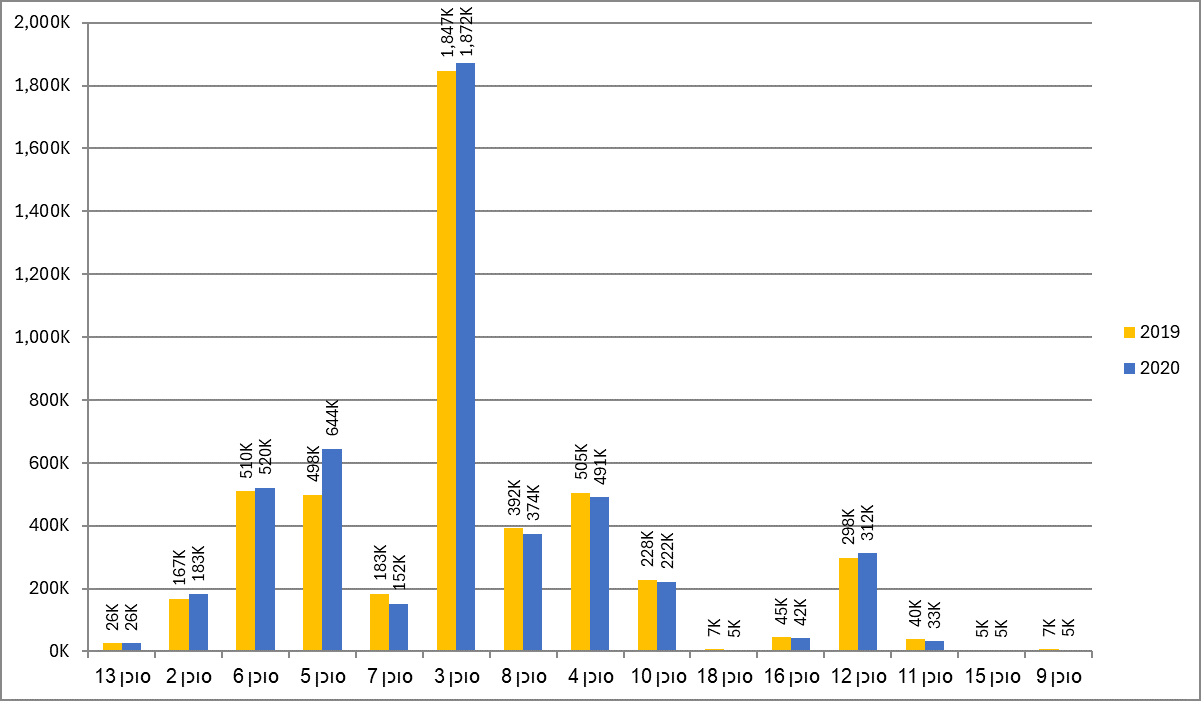 2,000K
1,800K
1,600K
1,400K
1,200K
1,000K
800K
600K
400K
200K
0K
26K 26K
167K 183K
510K 520K
498K 644K
183K 152K
1,847K 1,872K
392K 374K
505K 491K
228K 222K
7K 5K
45K 42K
298K 312K
40K 33K
5K 5K
7K 5K
סוכן 13
סוכן 2
סוכן 6
סוכן 5
סוכן 7
סוכן 3
סוכן 8
סוכן 4
סוכן 10
סוכן 18
סוכן 16
סוכן 12
סוכן 11
סוכן 15
סוכן 9
2019
2020